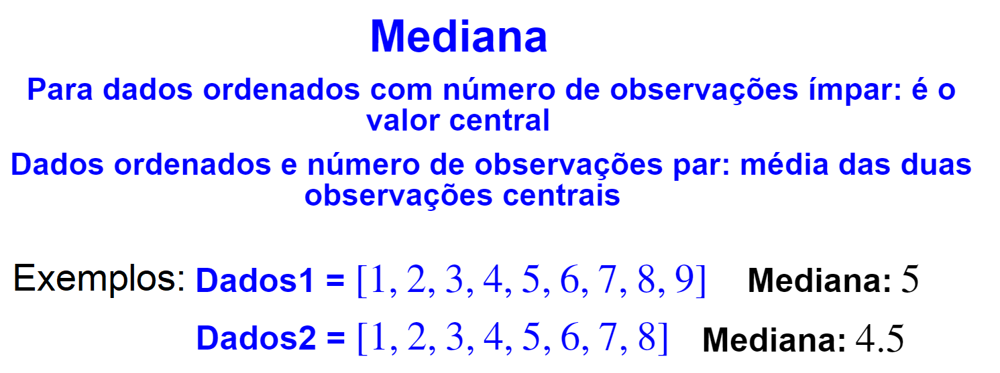 Mediana
Para dados ordenados com número de observações ímpar: é o
valor central
Dados ordenados e número de observações par: média das duas
observações centrais
Exemplos: Dados1 = [1, 2, 3, 4, 5, 6, 7, 8, 9] Mediana: 5
Dados2 = [1, 2, 3, 4, 5, 6, 7, 8] Mediana: 4.5